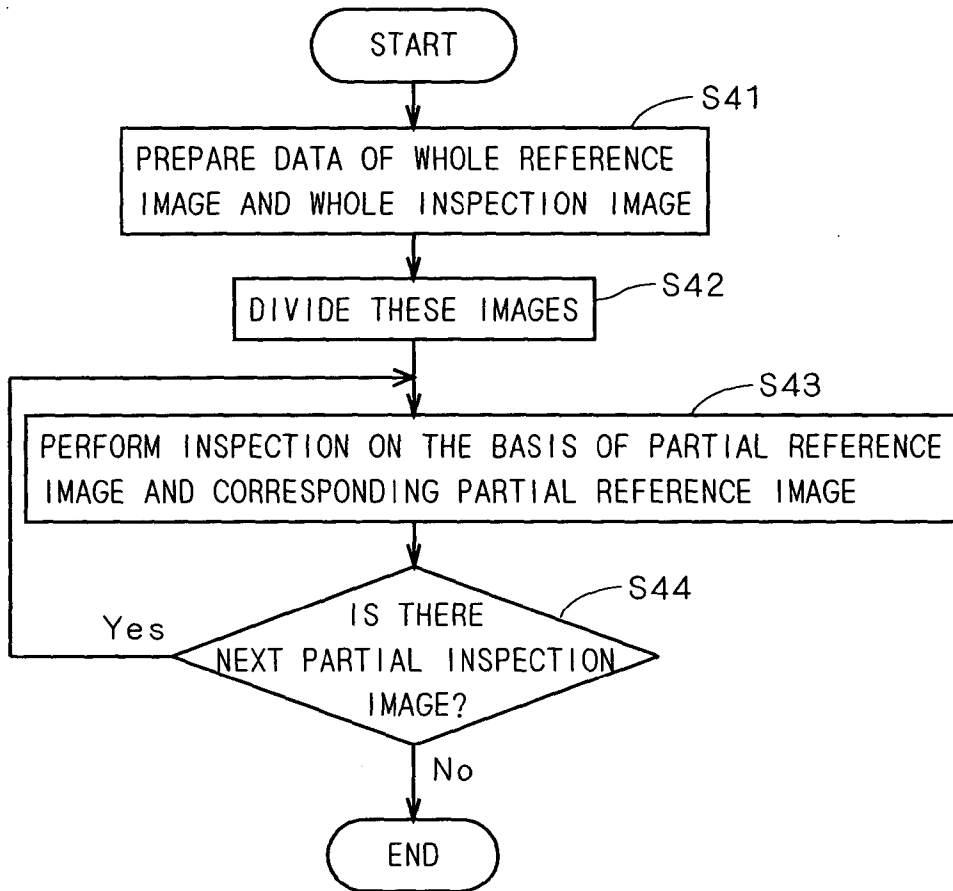 START
S41
PREPARE DATA OF WHOLE REFERENCE
IMAGE AND WHOLE INSPECTION IMAGE
S42
DIVIDE THESE IMAGES
S43
PERFORM INSPECTION ON THE BASIS OF PARTIAL REFERENCE
IMAGE AND CORRESPONDING PARTIAL REFERENCE IMAGE
S44
IS THERE
NEXT PARTIAL INSPECTION
IMAGE?
Yes
No
END